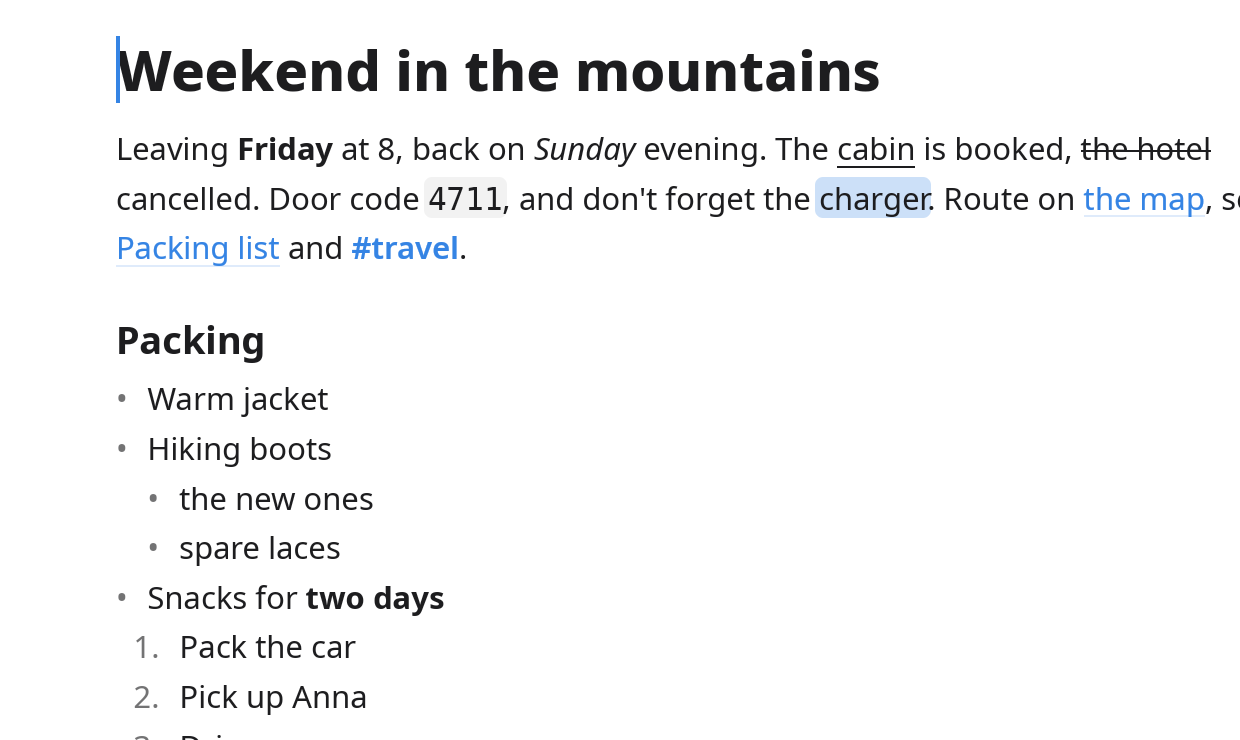 Weekend in the mountains
Leaving Friday at 8, back on Sunday evening. The cabin is booked, the hotel
cancelled. Door code 4711, and don't forget the charger. Route on the map,
Packing list and #travel.
Packing
• Warm jacket
• Hiking boots
• the new ones
• spare laces
• Snacks for two days
1. Pack the car
2. Pick up Anna